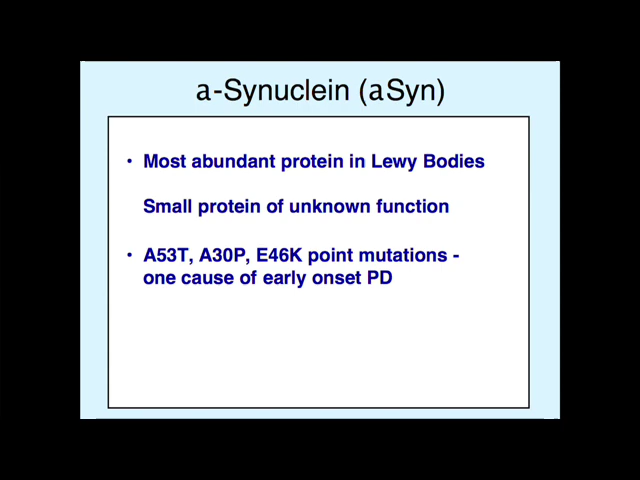 a-Synuclein (aSyn)
• Most abundant protein in Lewy Bodies
Small protein of unknown function
• A53T, A30P, E46K point mutations -
one cause of early onset PD